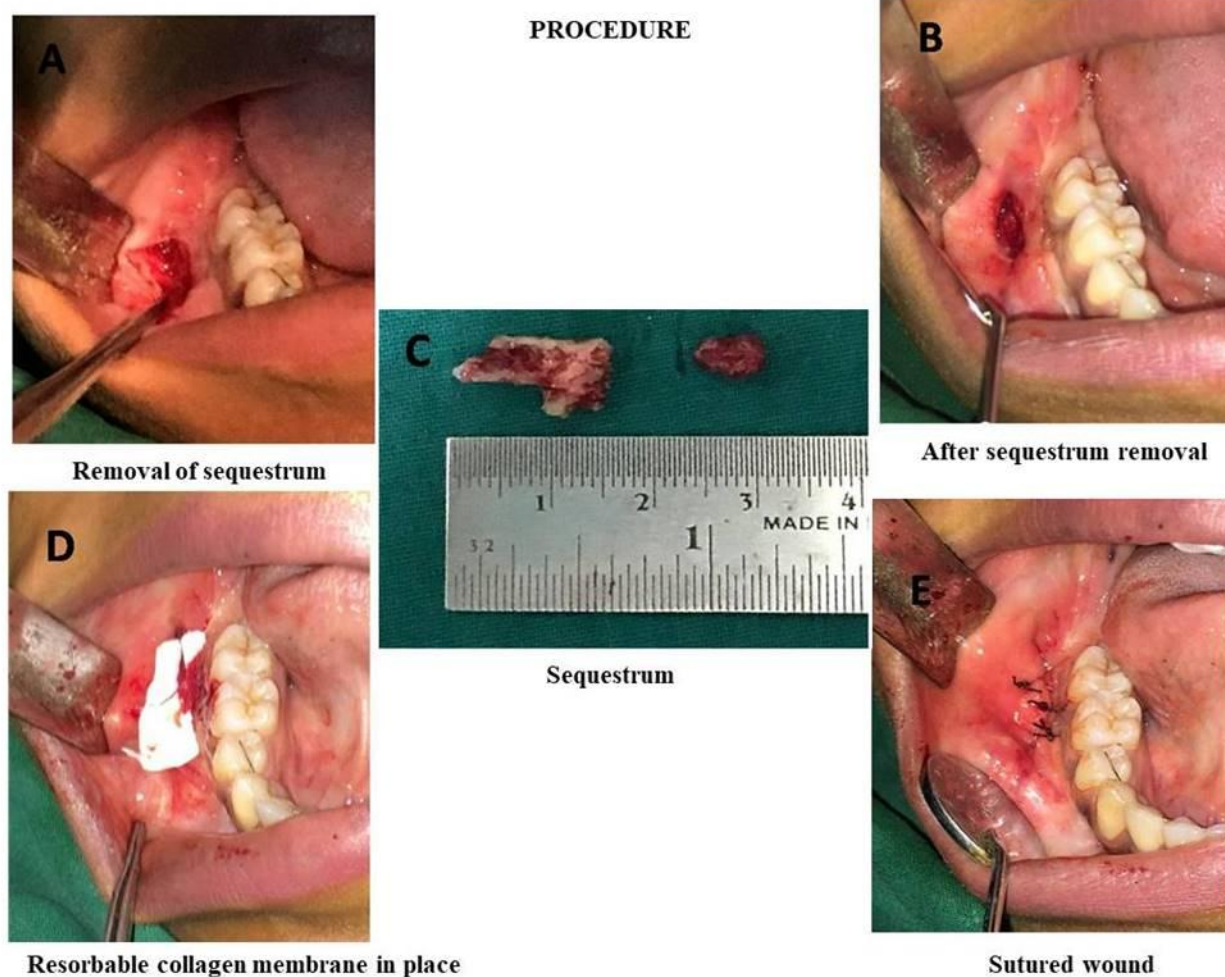 PROCEDURE
A
B
Removal of sequestrum
After sequestrum removal
C
1 2 3 4
MADE IN
32 1
Sequestrum
D
E
Resorbable collagen membrane in place
Sutured wound